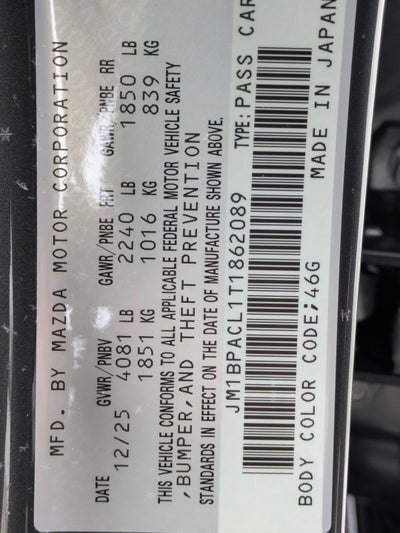 MFD. BY MAZDA MOTOR CORPORATION
DATE GVWR/PNBV GAWR/PNBE FRT GAWR/PNBE RR
12/25 4081 LB 2240 LB 1850 LB
1851 KG 1016 KG 839 KG
THIS VEHICLE CONFORMS TO ALL APPLICABLE FEDERAL MOTOR VEHICLE SAFETY
,BUMPER,AND THEFT PREVENTION
STANDARDS IN EFFECT ON THE DATE OF MANUFACTURE SHOWN ABOVE.
JM1BPACL1T1862089 TYPE:PASS CAR
MADE IN JAPAN
BODY COLOR CODE;46G